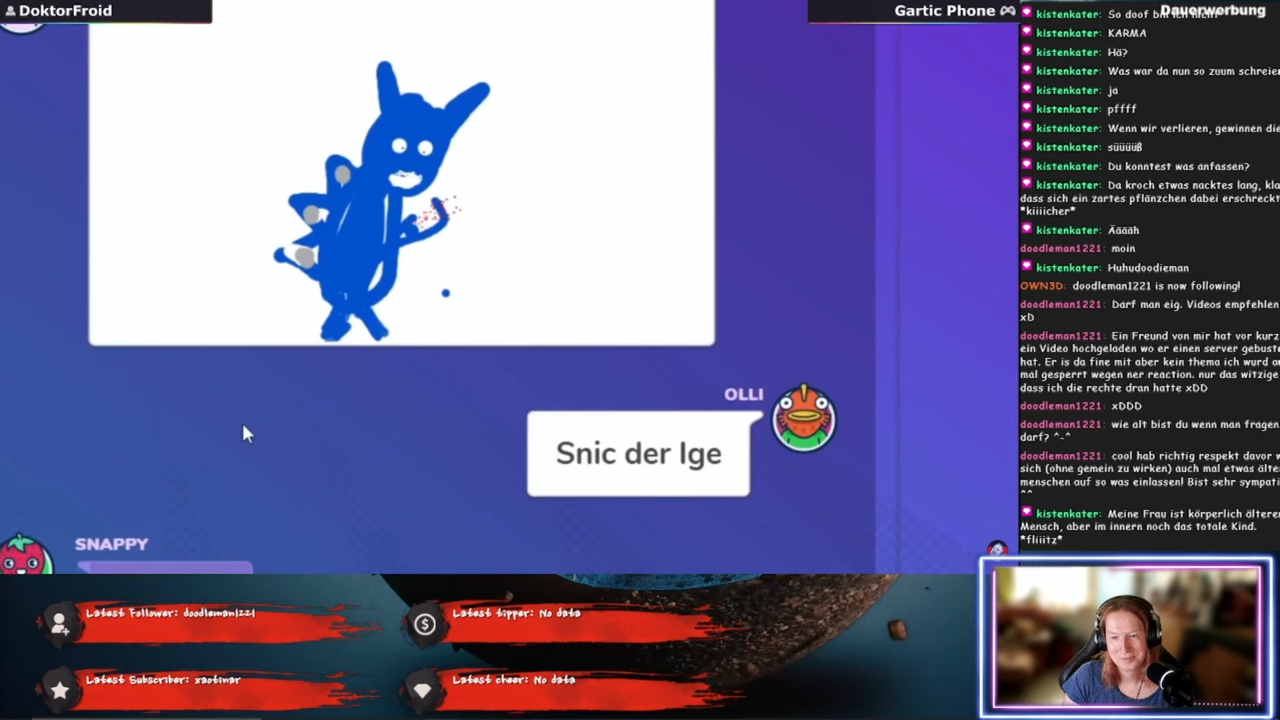 DoktorFroid
Gartic Phone
Dauerwerbung
kistenkater: So doof bin ich nicht
kistenkater: KARMA
kistenkater: Hä?
kistenkater: Was war da nun so zuum schreie
kistenkater: ja
kistenkater: pffff
kistenkater: Wenn wir verlieren, gewinnen die
kistenkater: süüüüß
kistenkater: Du konntest was anfassen?
kistenkater: Da kroch etwas nacktes lang, kla
dass sich ein zartes pflänzchen dabei erschreckt
*kiiiicher*
kistenkater: Ääääh
doodleman1221: moin
kistenkater: Huhudoodieman
OWN3D: doodleman1221 is now following!
doodleman1221: Darf man eig. Videos empfehlen
xD
doodleman1221: Ein Freund von mir hat vor kurz
ein Video hochgeladen wo er einen server gebust
hat. Er is da fine mit aber kein thema ich wurd a
mal gesperrt wegen ner reaction. nur das witzige
dass ich die rechte dran hatte xDD
doodleman1221: xDDD
doodleman1221: wie alt bist du wenn man fragen
darf? ^-^
doodleman1221: cool hab richtig respekt davor w
sich (ohne gemein zu wirken) auch mal etwas älte
menschen auf so was einlassen! Bist sehr sympati
^^
kistenkater: Meine Frau ist körperlich älterer
Mensch, aber im innern noch das totale Kind.
*fliiitz*
OLLI
Snic der Ige
SNAPPY
Latest Follower: doodleman1221
Latest tipper: No data
Latest Subscriber: xaotinar
Latest cheer: No data